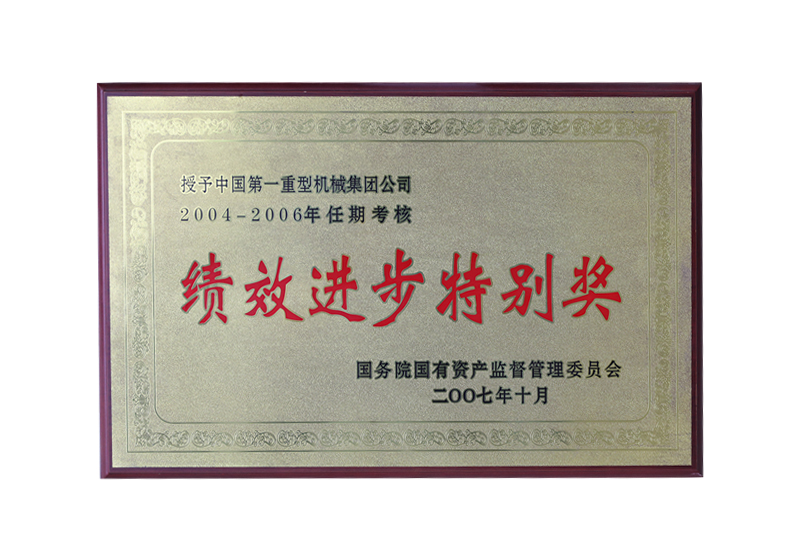 授予中国第一重型机械集团公司
2004-2006年任期考核
绩效进步特别奖
国务院国有资产监督管理委员会
二〇〇七年十月